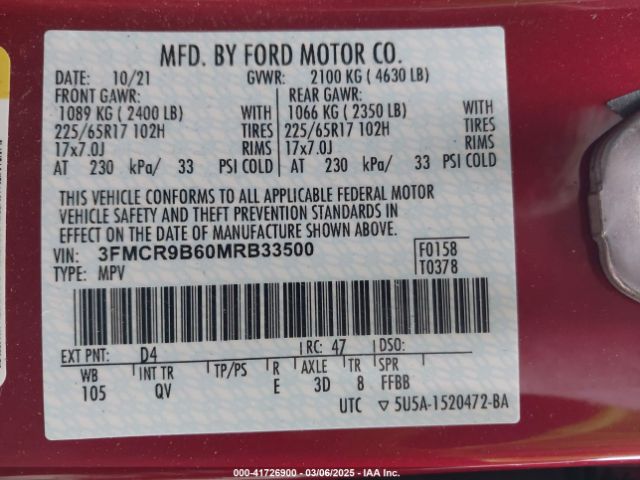 MFD. BY FORD MOTOR CO.
DATE: 10/21 GVWR: 2100 KG ( 4630 LB)
FRONT GAWR: REAR GAWR:
1089 KG ( 2400 LB) WITH 1066 KG ( 2350 LB) WITH
225/65R17 102H TIRES 225/65R17 102H TIRES
17x7.0J RIMS 17x7.0J RIMS
AT 230 kPa/ 33 PSI COLD AT 230 kPa/ 33 PSI COLD
THIS VEHICLE CONFORMS TO ALL APPLICABLE FEDERAL MOTOR
VEHICLE SAFETY AND THEFT PREVENTION STANDARDS IN
EFFECT ON THE DATE OF MANUFACTURE SHOWN ABOVE.
VIN: 3FMCR9B60MRB33500 F0158
TYPE: MPV T0378
EXT PNT: D4 RC: 47 DSO:
WB INT TR TP/PS R AXLE TR SPR
105 QV E 3D 8 FFBB
UTC ▽ 5U5A-1520472-BA
000-41726900 - 03/06/2025 - IAA Inc.